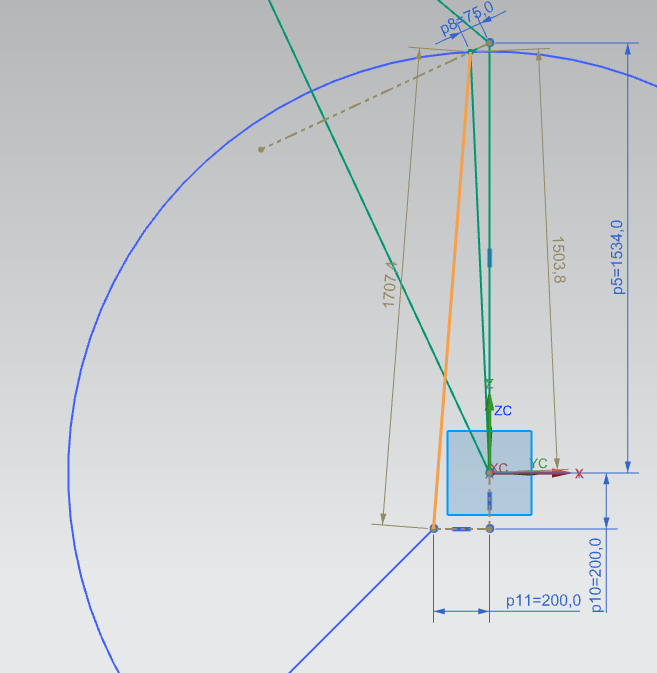 p8=75,0
1707,4
1503,8
p5=1534,0
Z
ZC
XC
YC
X
p11=200,0
p10=200,0